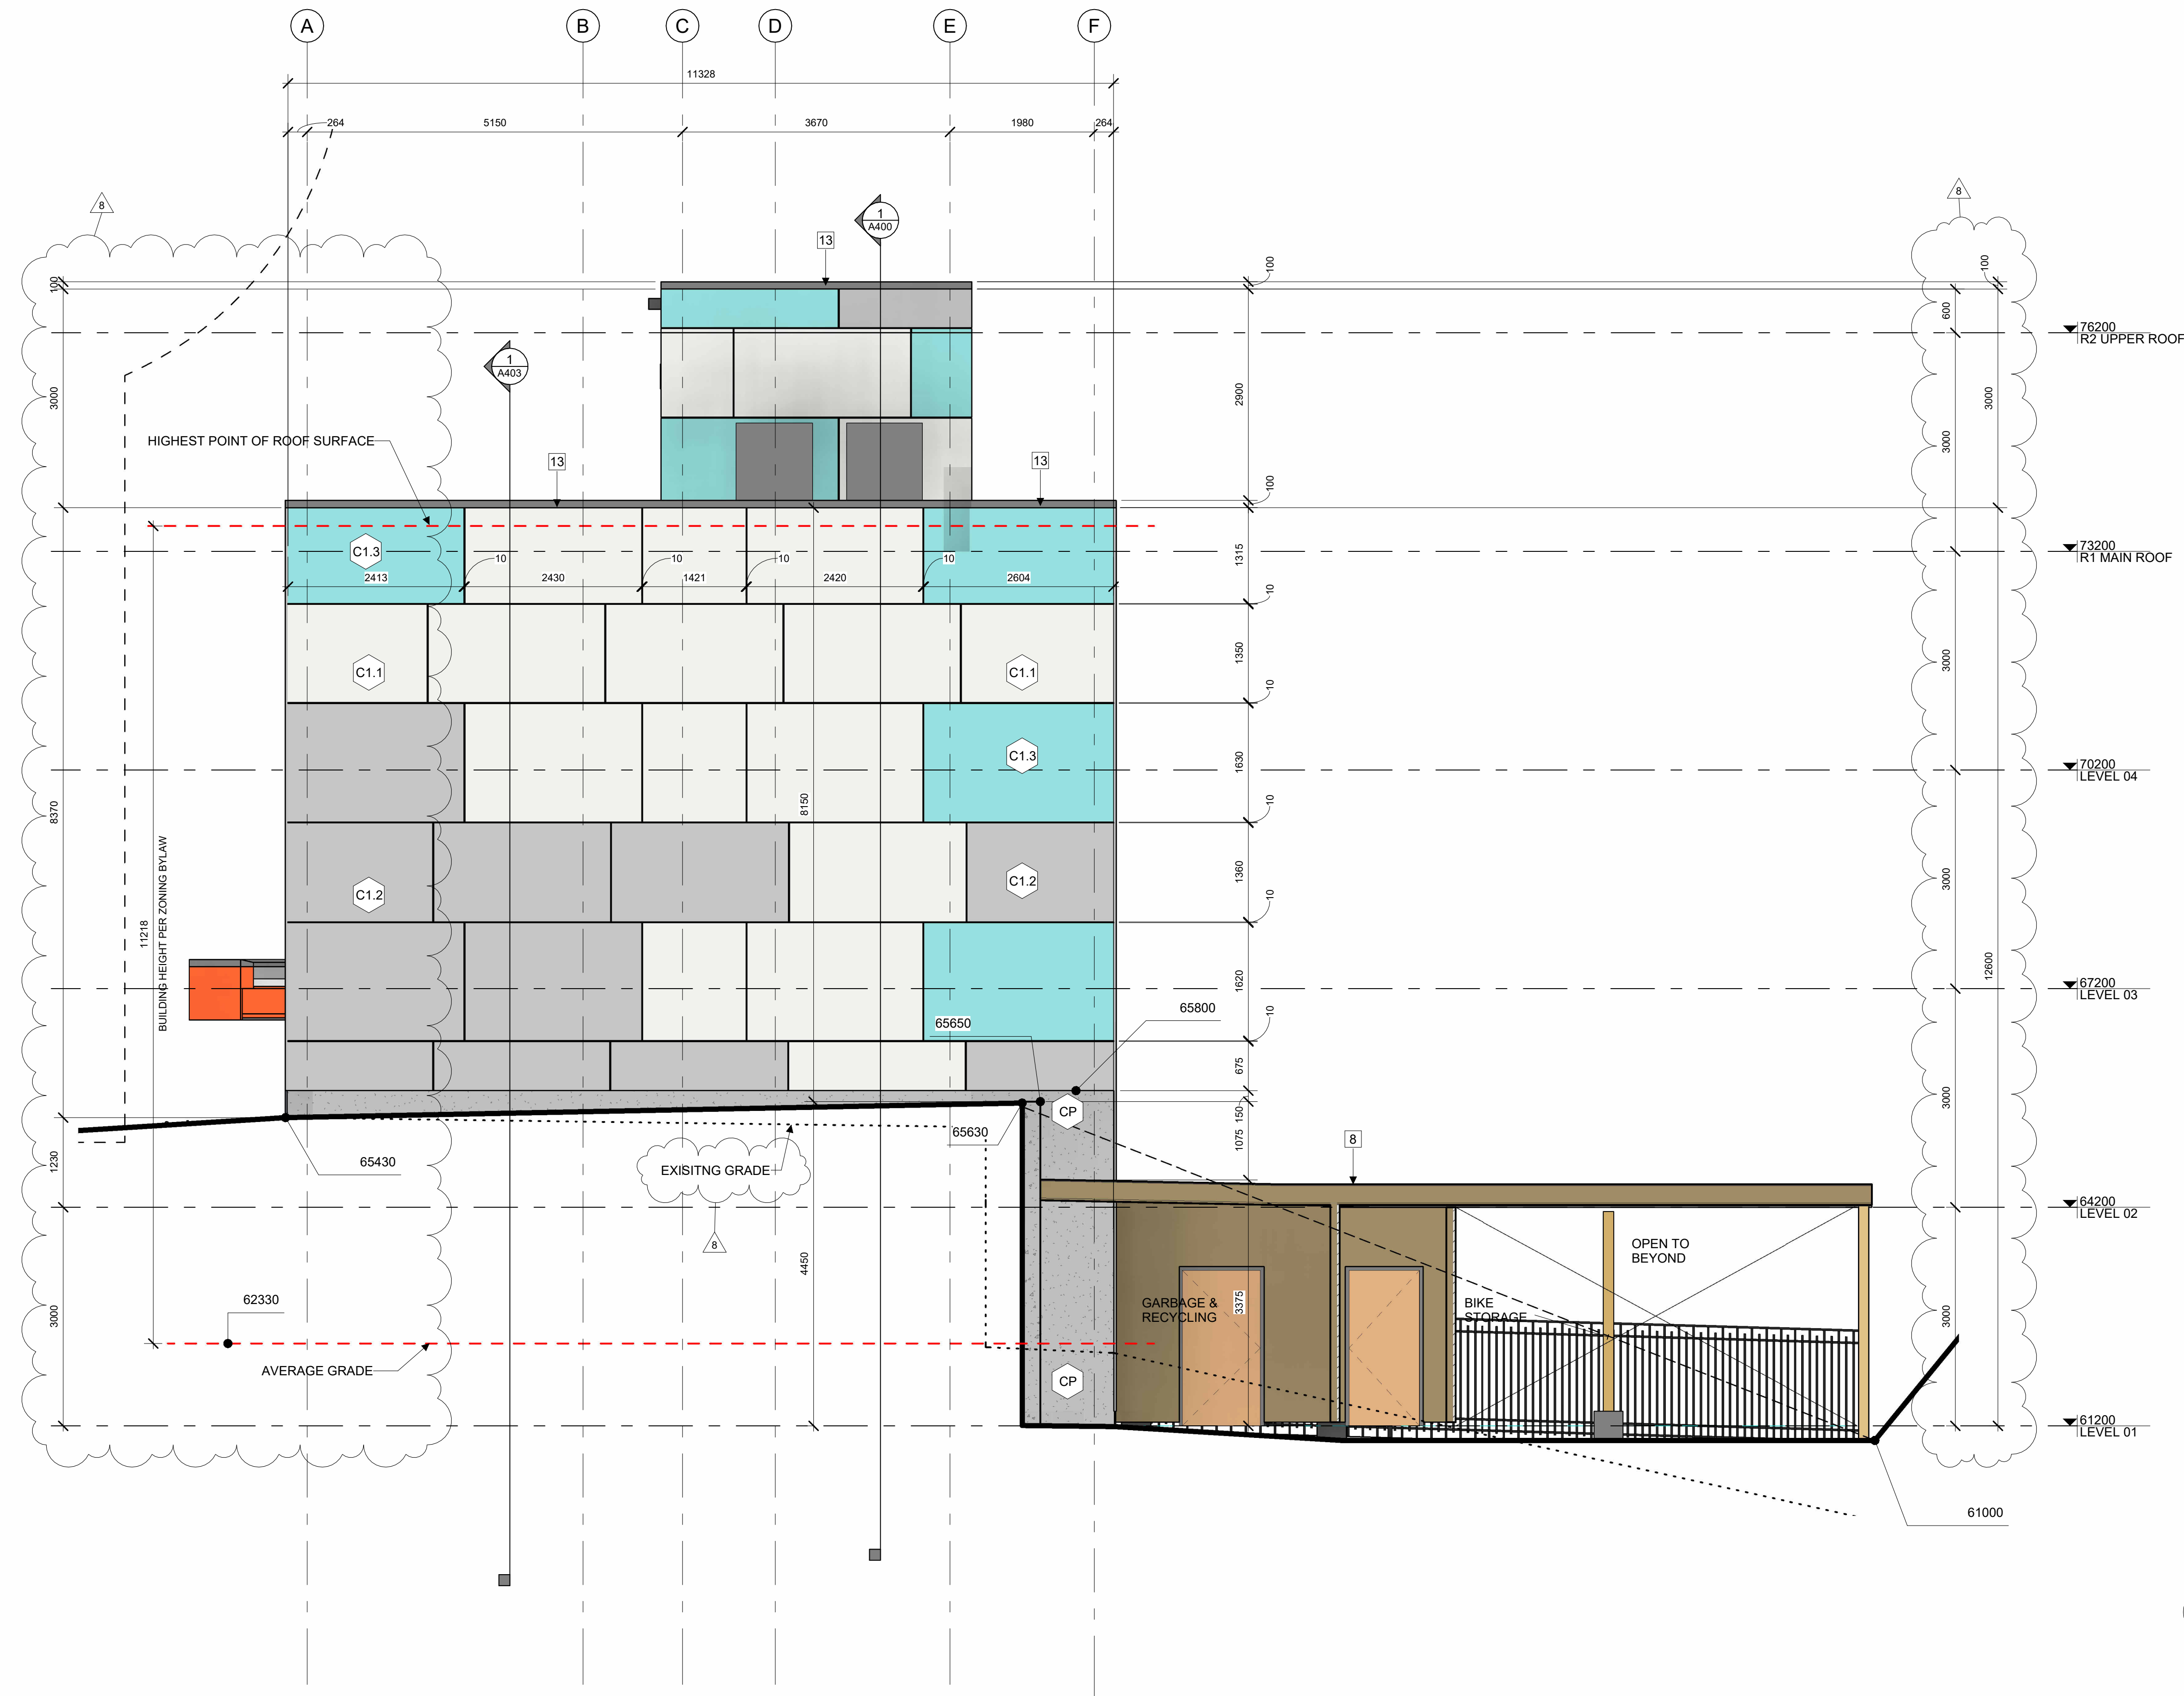 A
B
C
D
E
F
11328
264
5150
3670
1980
264
8
8
1
A400
13
100
100
100
600
76200
R2 UPPER ROOF
1
A403
3000
2900
3000
3000
HIGHEST POINT OF ROOF SURFACE
13
13
100
C1.3
10
10
10
10
1315
73200
R1 MAIN ROOF
2413
2430
1421
2420
2604
10
C1.1
C1.1
1350
3000
10
C1.3
1630
70200
LEVEL 04
8370
8150
10
C1.2
C1.2
1360
3000
10
11218
BUILDING HEIGHT PER ZONING BYLAW
1620
12600
67200
LEVEL 03
65650
65800
10
675
3000
CP
150
65630
1075
8
1230
65430
EXISITNG GRADE
64200
LEVEL 02
8
4450
OPEN TO
BEYOND
62330
3000
GARBAGE &
RECYCLING
3375
BIKE
STORAGE
3000
AVERAGE GRADE
CP
61200
LEVEL 01
61000